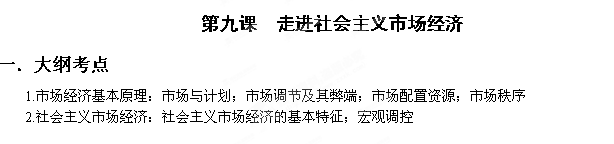 第九课 走进社会主义市场经济
一．大纲考点
1.市场经济基本原理：市场与计划；市场调节及其弊端；市场配置资源；市场秩序
2.社会主义市场经济：社会主义市场经济的基本特征；宏观调控